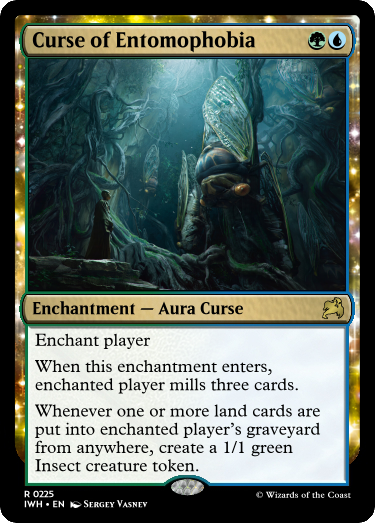 Curse of Entomophobia
Enchantment — Aura Curse
Enchant player
When this enchantment enters,
enchanted player mills three cards.
Whenever one or more land cards are
put into enchanted player's graveyard
from anywhere, create a 1/1 green
Insect creature token.
R 0225
IWH • EN Sergey Vasnev
© Wizards of the Coast